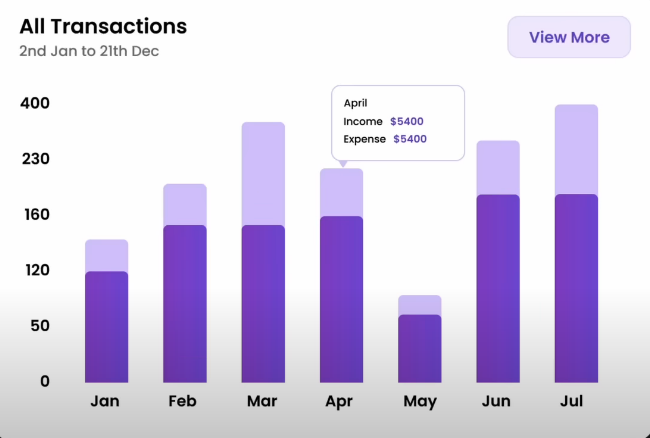 All Transactions
2nd Jan to 21th Dec
View More
400
230
160
120
50
0
April
Income $5400
Expense $5400
Jan Feb Mar Apr May Jun Jul